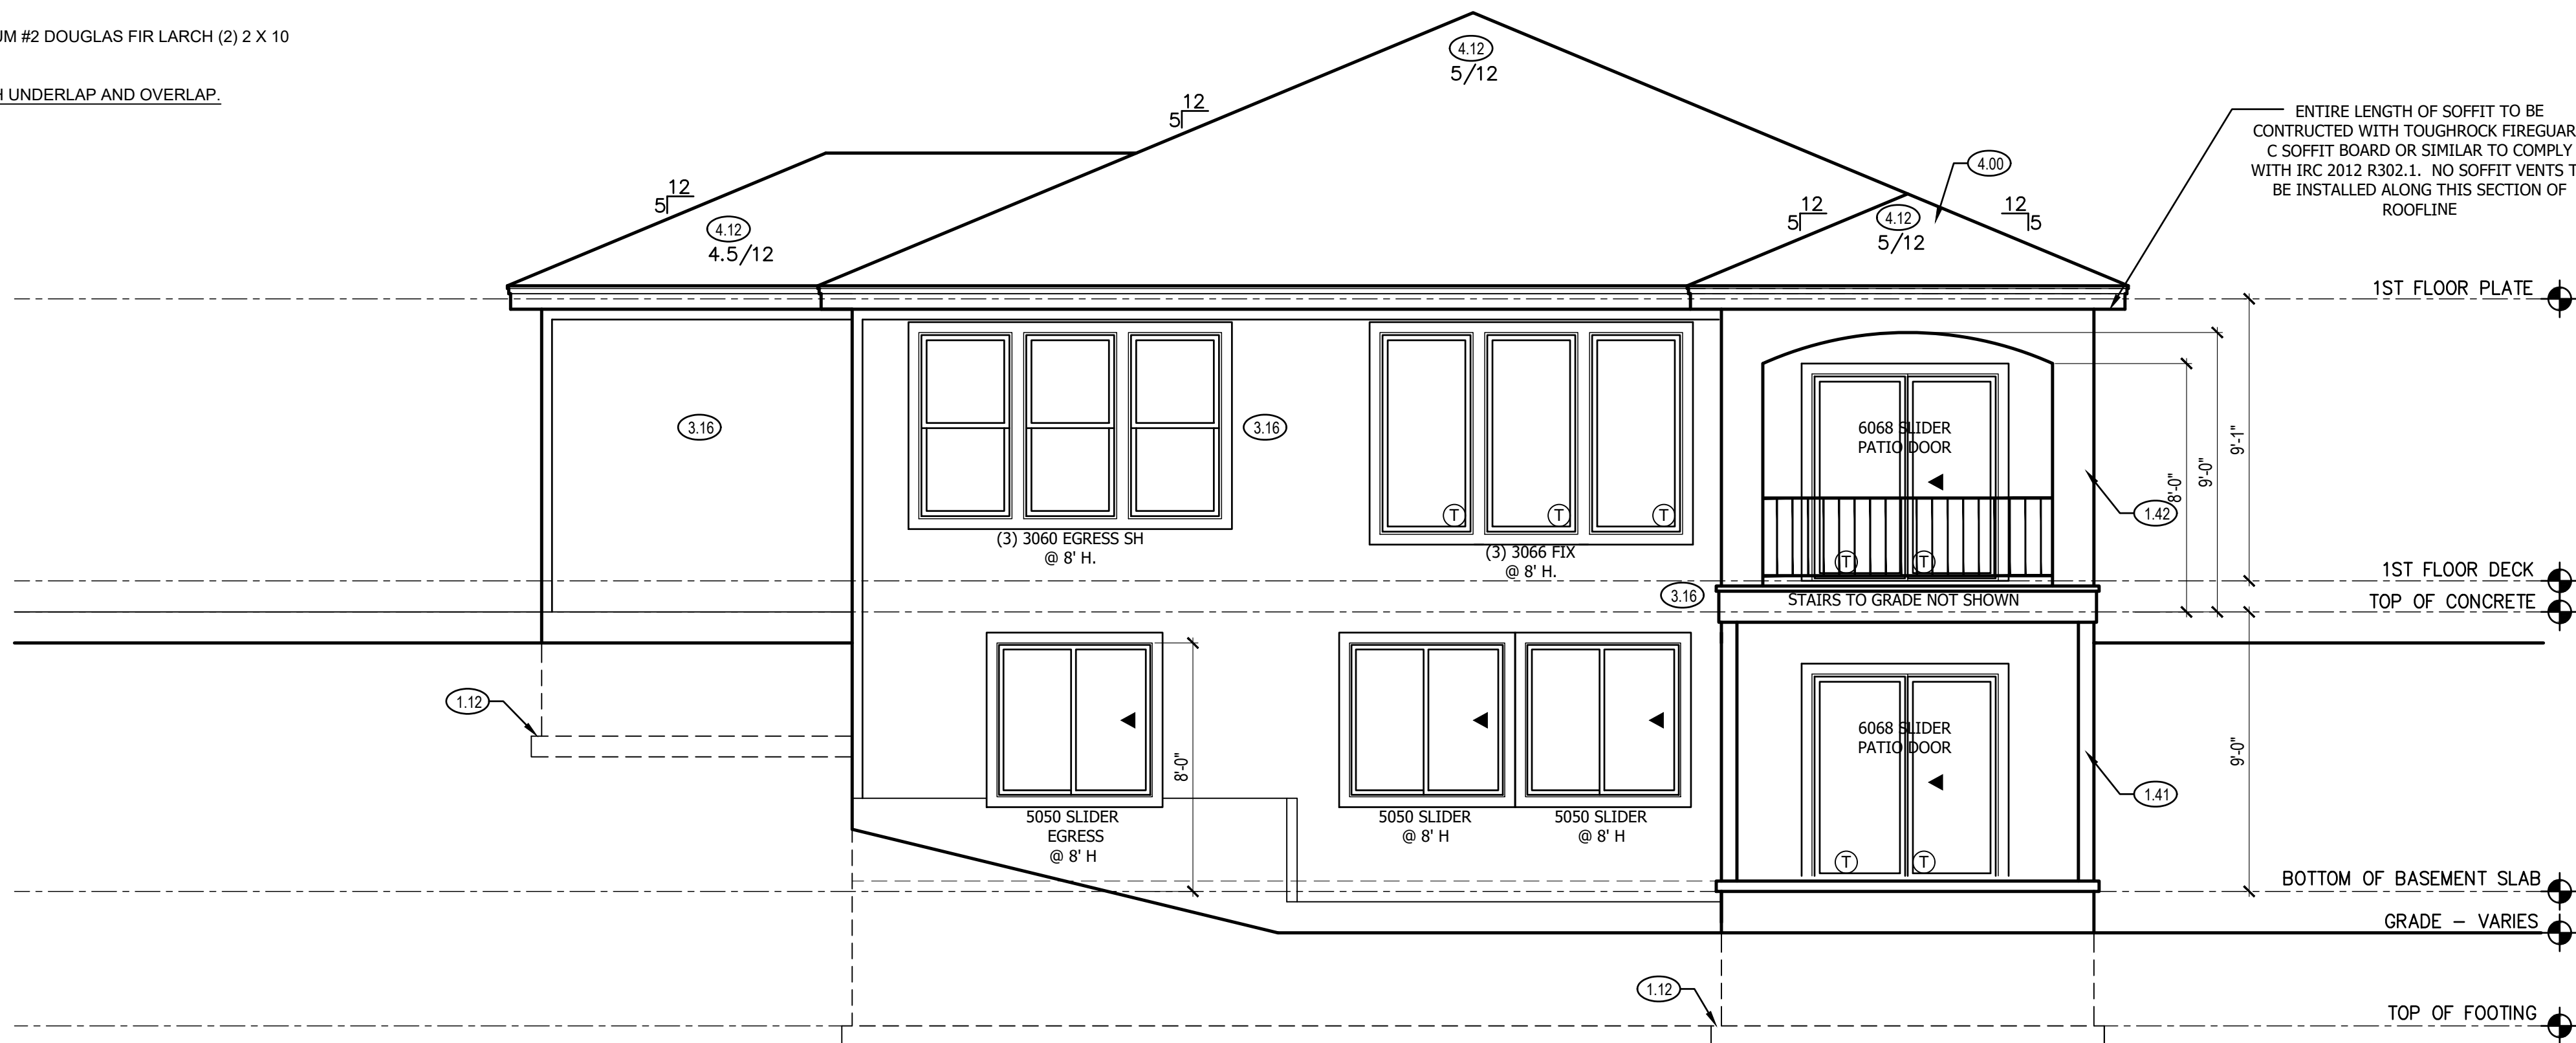 UM #2 DOUGLAS FIR LARCH (2) 2 X 10
H UNDERLAP AND OVERLAP.
4.12
5/12
12
5
12
5
4.12
4.5/12
12
5
4.12
5/12
12
5
4.00
ENTIRE LENGTH OF SOFFIT TO BE
CONTRUCTED WITH TOUGHROCK FIREGUAR
C SOFFIT BOARD OR SIMILAR TO COMPLY
WITH IRC 2012 R302.1. NO SOFFIT VENTS T
BE INSTALLED ALONG THIS SECTION OF
ROOFLINE
1ST FLOOR PLATE
3.16
3.16
6068 SLIDER
PATIO DOOR
8'-0"
9'-0"
9'-1"
1.42
T
T
T
(3) 3060 EGRESS SH
@ 8' H.
(3) 3066 FIX
@ 8' H.
T
T
1ST FLOOR DECK
3.16
STAIRS TO GRADE NOT SHOWN
TOP OF CONCRETE
1.12
8'-0"
6068 SLIDER
PATIO DOOR
9'-0"
1.41
5050 SLIDER
EGRESS
@ 8' H
5050 SLIDER
@ 8' H
5050 SLIDER
@ 8' H
T
T
BOTTOM OF BASEMENT SLAB
GRADE – VARIES
1.12
TOP OF FOOTING